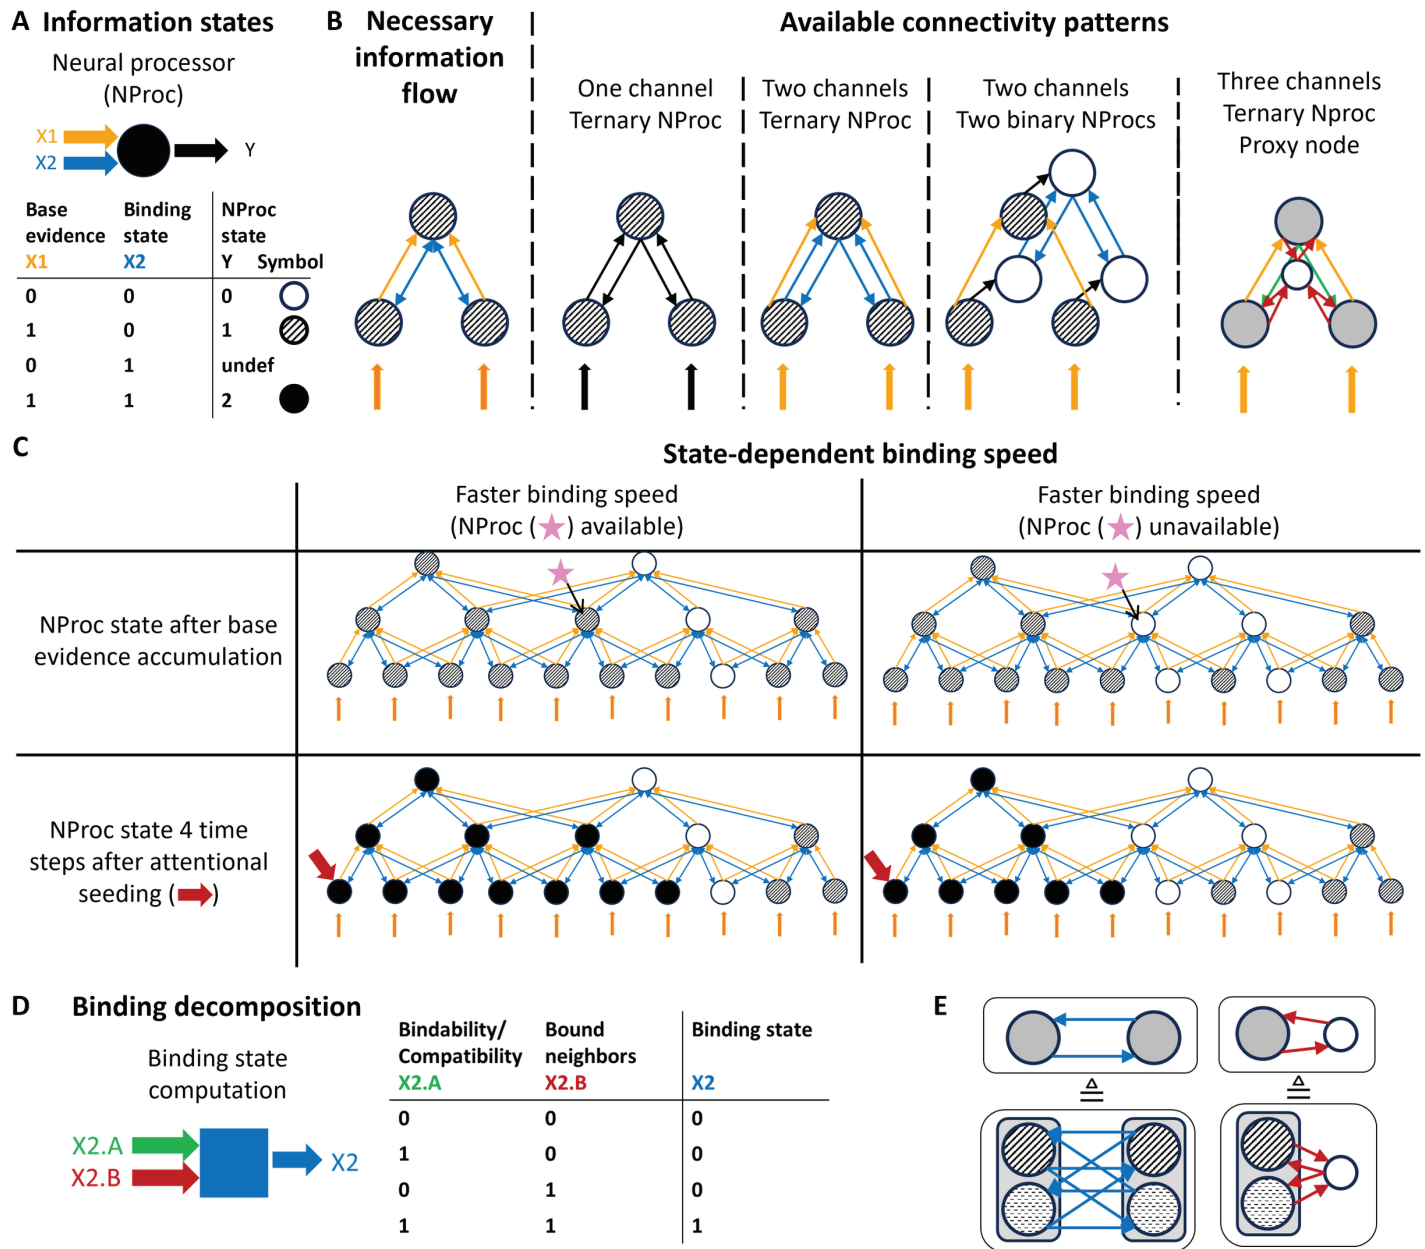 A Information states
Neural processor
(NProc)
X1
X2
Y
Base
evidence
X1
Binding
state
X2
NProc
state
Y Symbol
0 0 0
1 0 1
0 1 undef
1 1 2
B Necessary
information
flow
Available connectivity patterns
One channel
Ternary NProc
Two channels
Ternary NProc
Two channels
Two binary NProcs
Three channels
Ternary Nproc
Proxy node
C
State-dependent binding speed
Faster binding speed
(NProc (★) available)
Faster binding speed
(NProc (★) unavailable)
NProc state after base
evidence accumulation
NProc state 4 time
steps after attentional
seeding (➡)
D Binding decomposition
Binding state
computation
X2.A
X2.B
X2
Bindability/
Compatibility
X2.A
Bound
neighbors
X2.B
Binding state
X2
0 0 0
1 0 0
0 1 0
1 1 1
E
≜
≜